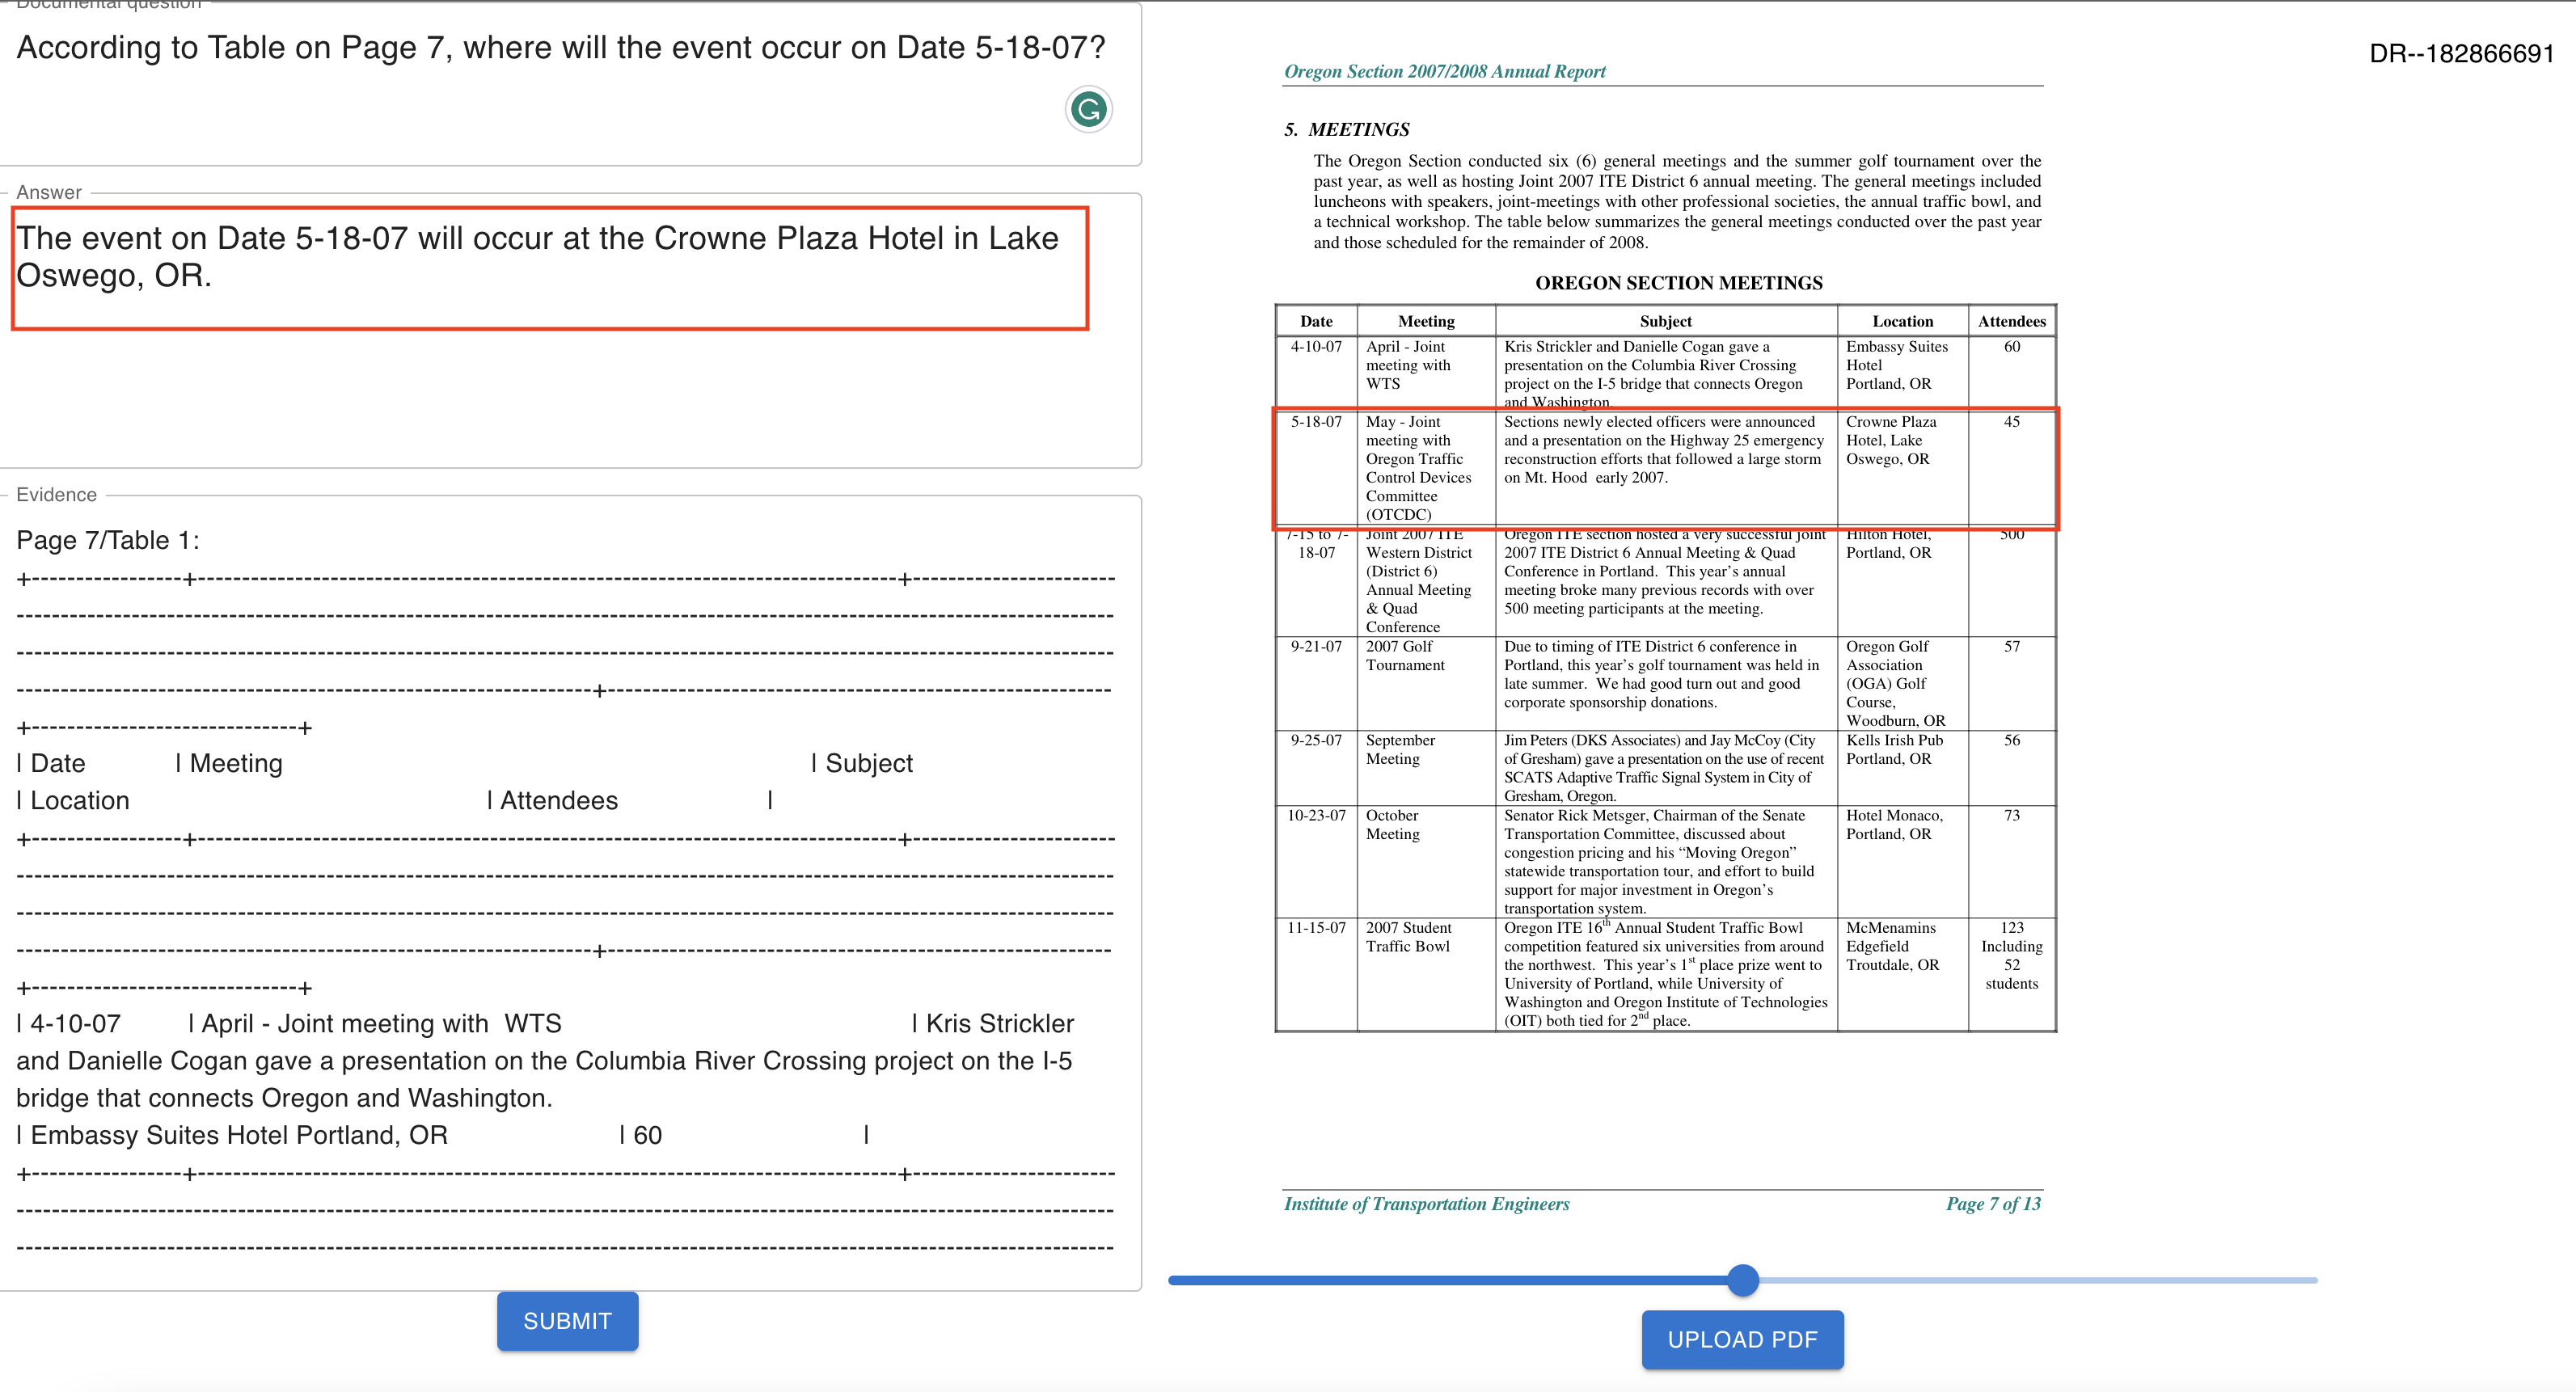 Documental question
According to Table on Page 7, where will the event occur on Date 5-18-07?
Answer
The event on Date 5-18-07 will occur at the Crowne Plaza Hotel in Lake
Oswego, OR.
Evidence
Page 7/Table 1:
| Date | Meeting | Subject
| Location | Attendees |
| 4-10-07 | April - Joint meeting with WTS | Kris Strickler
and Danielle Cogan gave a presentation on the Columbia River Crossing project on the I-5
bridge that connects Oregon and Washington.
| Embassy Suites Hotel Portland, OR | 60 |
SUBMIT
DR--182866691
Oregon Section 2007/2008 Annual Report
5. MEETINGS
The Oregon Section conducted six (6) general meetings and the summer golf tournament over the
past year, as well as hosting Joint 2007 ITE District 6 annual meeting. The general meetings included
luncheons with speakers, joint-meetings with other professional societies, the annual traffic bowl, and
a technical workshop. The table below summarizes the general meetings conducted over the past year
and those scheduled for the remainder of 2008.
OREGON SECTION MEETINGS
Date Meeting Subject Location Attendees
4-10-07 April - Joint Kris Strickler and Danielle Cogan gave a Embassy Suites 60
meeting with presentation on the Columbia River Crossing Hotel
WTS project on the I-5 bridge that connects Oregon Portland, OR
and Washington.
5-18-07 May - Joint Sections newly elected officers were announced Crowne Plaza 45
meeting with and a presentation on the Highway 25 emergency Hotel, Lake
Oregon Traffic reconstruction efforts that followed a large storm Oswego, OR
Control Devices on Mt. Hood early 2007.
Committee
(OTCDC)
7-15 to 7- Joint 2007 ITE Oregon ITE section hosted a very successful joint Hilton Hotel, 500
18-07 Western District 2007 ITE District 6 Annual Meeting & Quad Portland, OR
(District 6) Conference in Portland. This year's annual
Annual Meeting meeting broke many previous records with over
& Quad 500 meeting participants at the meeting.
Conference
9-21-07 2007 Golf Due to timing of ITE District 6 conference in Oregon Golf 57
Tournament Portland, this year's golf tournament was held in Association
late summer. We had good turn out and good (OGA) Golf
corporate sponsorship donations. Course,
Woodburn, OR
9-25-07 September Jim Peters (DKS Associates) and Jay McCoy (City Kells Irish Pub 56
Meeting of Gresham) gave a presentation on the use of recent Portland, OR
SCATS Adaptive Traffic Signal System in City of
Gresham, Oregon.
10-23-07 October Senator Rick Metsger, Chairman of the Senate Hotel Monaco, 73
Meeting Transportation Committee, discussed about Portland, OR
congestion pricing and his “Moving Oregon”
statewide transportation tour, and effort to build
support for major investment in Oregon's
transportation system.
11-15-07 2007 Student Oregon ITE 16th Annual Student Traffic Bowl McMenamins 123
Traffic Bowl competition featured six universities from around Edgefield Including
the northwest. This year's 1st place prize went to Troutdale, OR 52
University of Portland, while University of students
Washington and Oregon Institute of Technologies
(OIT) both tied for 2nd place.
Institute of Transportation Engineers Page 7 of 13
UPLOAD PDF